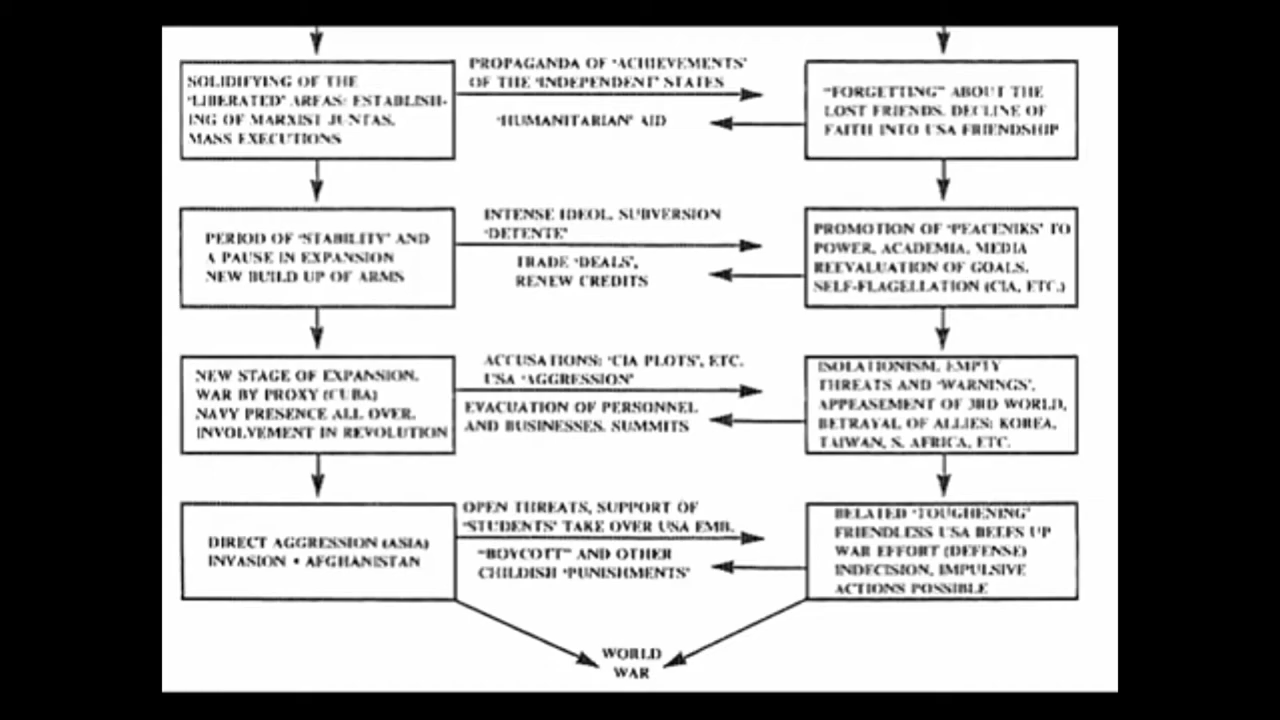 SOLIDIFYING OF THE
'LIBERATED' AREAS: ESTABLISH-
ING OF MARXIST JUNTAS.
MASS EXECUTIONS
PROPAGANDA OF 'ACHIEVEMENTS'
OF THE 'INDEPENDENT' STATES
'HUMANITARIAN' AID
"FORGETTING" ABOUT THE
LOST FRIENDS. DECLINE OF
FAITH INTO USA FRIENDSHIP
PERIOD OF 'STABILITY' AND
A PAUSE IN EXPANSION
NEW BUILD UP OF ARMS
INTENSE IDEOL. SUBVERSION
'DETENTE'
TRADE 'DEALS',
RENEW CREDITS
PROMOTION OF 'PEACENIKS' TO
POWER, ACADEMIA, MEDIA
REEVALUATION OF GOALS.
SELF-FLAGELLATION (CIA, ETC.)
NEW STAGE OF EXPANSION.
WAR BY PROXY (CUBA)
NAVY PRESENCE ALL OVER.
INVOLVEMENT IN REVOLUTION
ACCUSATIONS: 'CIA PLOTS', ETC.
USA 'AGGRESSION'
EVACUATION OF PERSONNEL
AND BUSINESSES. SUMMITS
ISOLATIONISM. EMPTY
THREATS AND 'WARNINGS'.
APPEASEMENT OF 3RD WORLD,
BETRAYAL OF ALLIES: KOREA,
TAIWAN, S. AFRICA, ETC.
DIRECT AGGRESSION (ASIA)
INVASION • AFGHANISTAN
OPEN THREATS, SUPPORT OF
'STUDENTS' TAKE OVER USA EMB.
"BOYCOTT" AND OTHER
CHILDISH 'PUNISHMENTS'
BELATED 'TOUGHENING'
FRIENDLESS USA BEEFS UP
WAR EFFORT (DEFENSE)
INDECISION, IMPULSIVE
ACTIONS POSSIBLE
WORLD
WAR